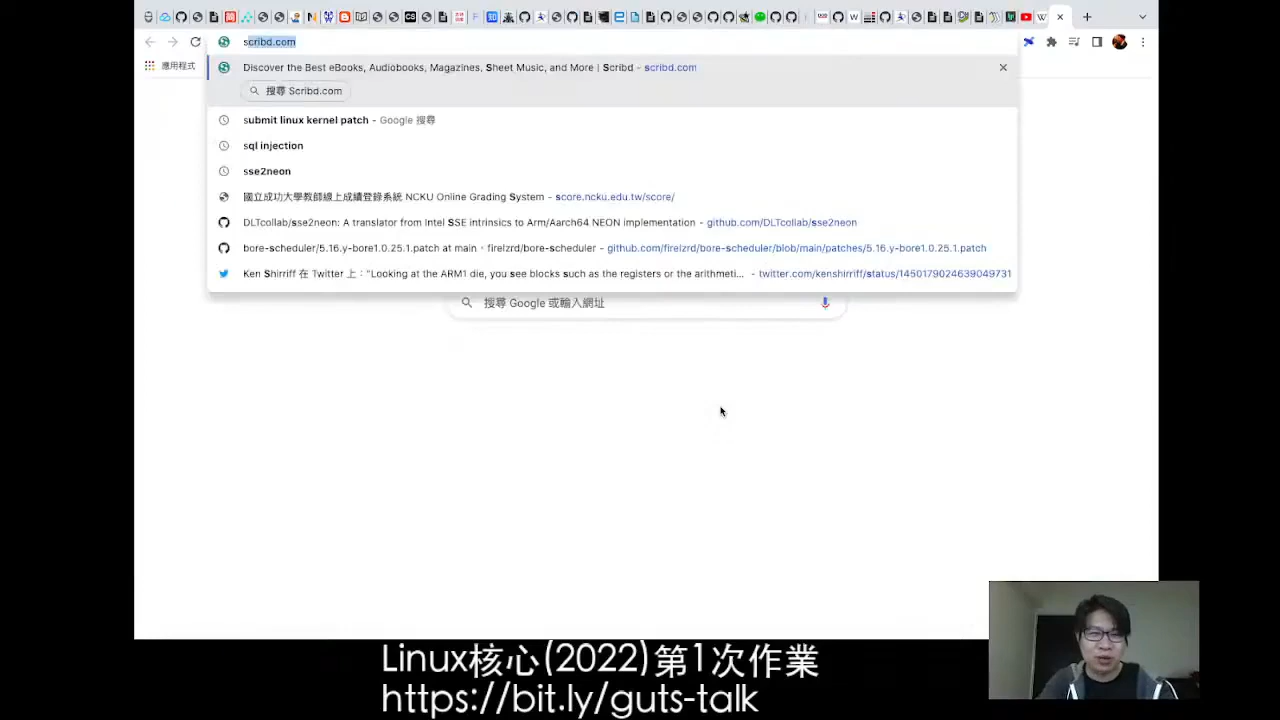 scribd.com
應用程式
Discover the Best eBooks, Audiobooks, Magazines, Sheet Music, and More | Scribd - scribd.com
搜尋 Scribd.com
submit linux kernel patch - Google 搜尋
sql injection
sse2neon
國立成功大學教師線上成績登錄系統 NCKU Online Grading System - score.ncku.edu.tw/score/
DLTcollab/sse2neon: A translator from Intel SSE intrinsics to Arm/Aarch64 NEON implementation - github.com/DLTcollab/sse2neon
bore-scheduler/5.16.y-bore1.0.25.1.patch at main · firelzrd/bore-scheduler - github.com/firelzrd/bore-scheduler/blob/main/patches/5.16.y-bore1.0.25.1.patch
Ken Shirriff 在 Twitter 上："Looking at the ARM1 die, you see blocks such as the registers or the arithmeti... - twitter.com/kenshirriff/status/1450179024639049731
搜尋 Google 或輸入網址
Linux核心(2022)第1次作業
https://bit.ly/guts-talk